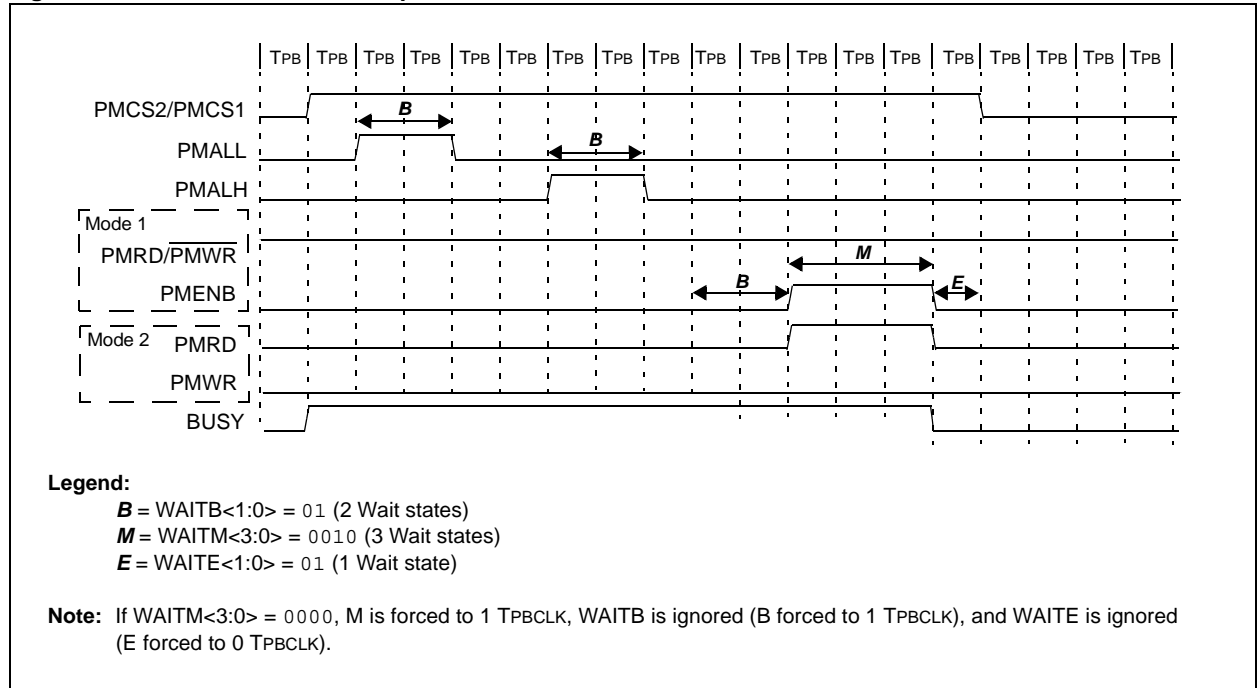 TPB TPB TPB TPB TPB TPB TPB TPB TPB TPB TPB TPB TPB TPB TPB TPB TPB TPB TPB
PMCS2/PMCS1
B
PMALL
B
PMALH
Mode 1
PMRD/PMWR
M
PMENB
B
E
Mode 2 PMRD
PMWR
BUSY
Legend:
B = WAITB<1:0> = 01 (2 Wait states)
M = WAITM<3:0> = 0010 (3 Wait states)
E = WAITE<1:0> = 01 (1 Wait state)
Note: If WAITM<3:0> = 0000, M is forced to 1 TPBCLK, WAITB is ignored (B forced to 1 TPBCLK), and WAITE is ignored
(E forced to 0 TPBCLK).